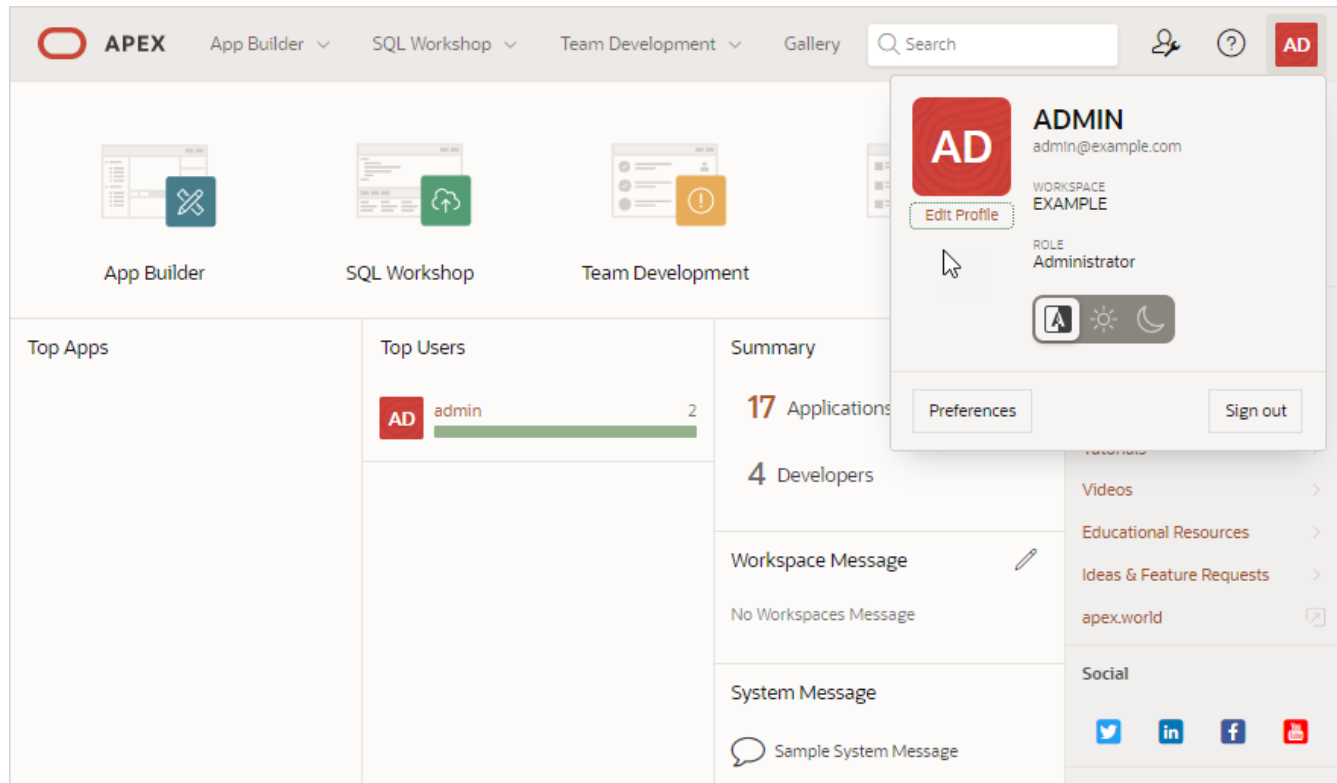 APEX App Builder SQL Workshop Team Development Gallery Search AD
AD
ADMIN
admin@example.com
WORKSPACE
EXAMPLE
Edit Profile
ROLE
Administrator
Preferences Sign out
App Builder SQL Workshop Team Development
Top Apps
Top Users
AD admin 2
Summary
17 Applications
4 Developers
Workspace Message
No Workspaces Message
System Message
Sample System Message
Tutorials
Videos
Educational Resources
Ideas & Feature Requests
apex.world
Social